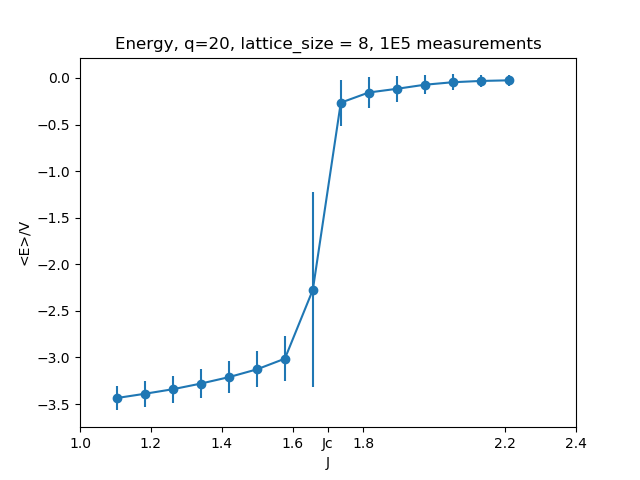 Energy, q=20, lattice_size = 8, 1E5 measurements
<E>/V
0.0
−0.5
−1.0
−1.5
−2.0
−2.5
−3.0
−3.5
1.0 1.2 1.4 1.6 Jc 1.8 2.2 2.4
J